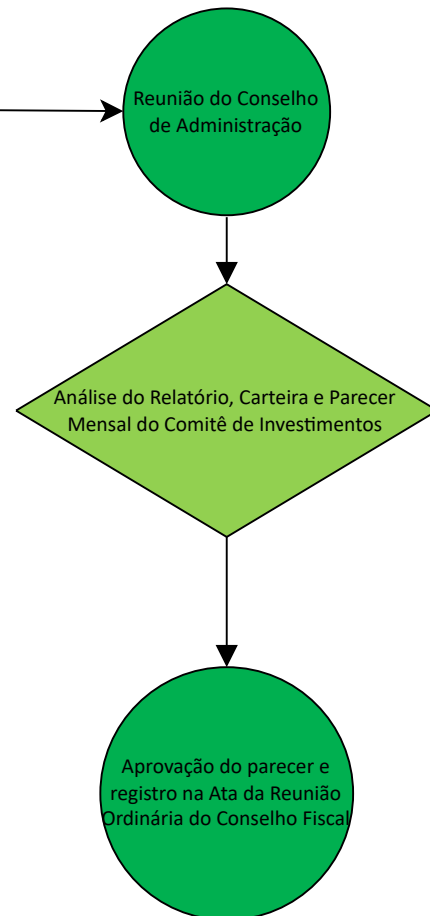 Reunião do Conselho
de Administração
Análise do Relatório, Carteira e Parecer
Mensal do Comitê de Investimentos
Aprovação do parecer e
registro na Ata da Reunião
Ordinária do Conselho Fiscal